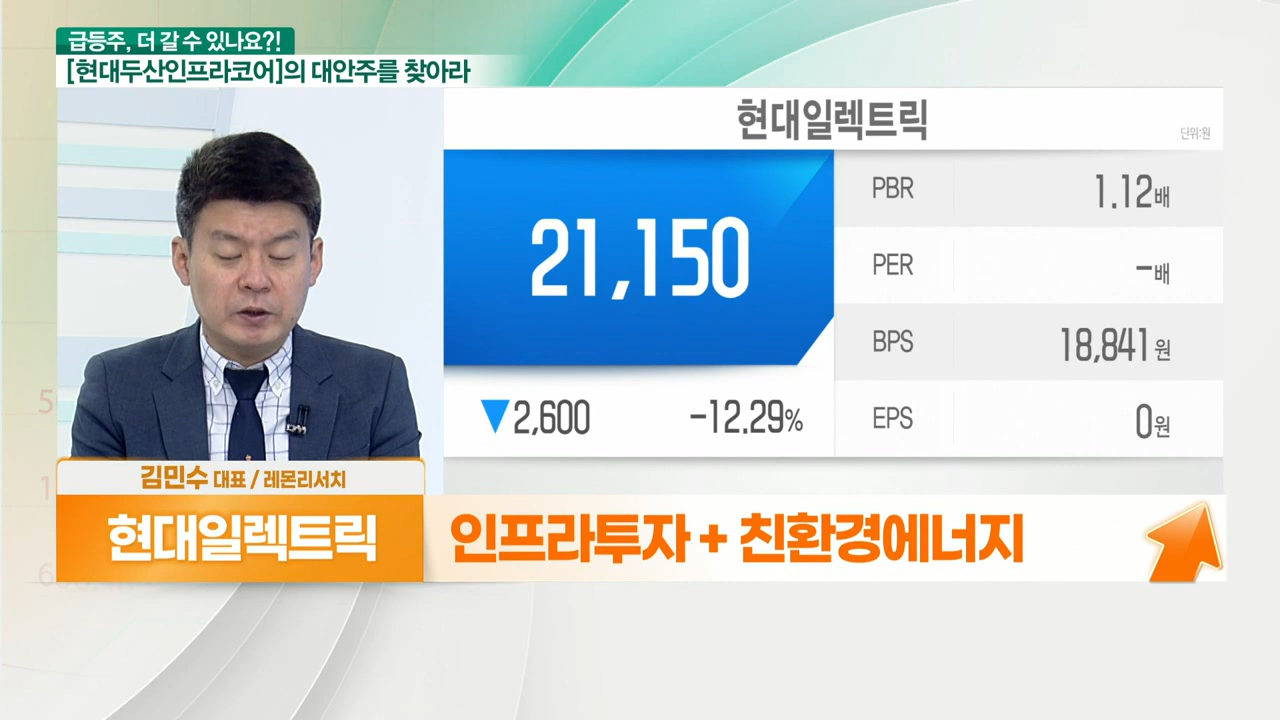 급등주, 더 갈 수 있나요?!
[현대두산인프라코어]의 대안주를 찾아라
현대일렉트릭
단위:원
21,150
▼2,600 -12.29%
PBR 1.12배
PER -배
BPS 18,841원
EPS 0원
김민수 대표 / 레몬리서치
현대일렉트릭
인프라투자 + 친환경에너지
5
1
6